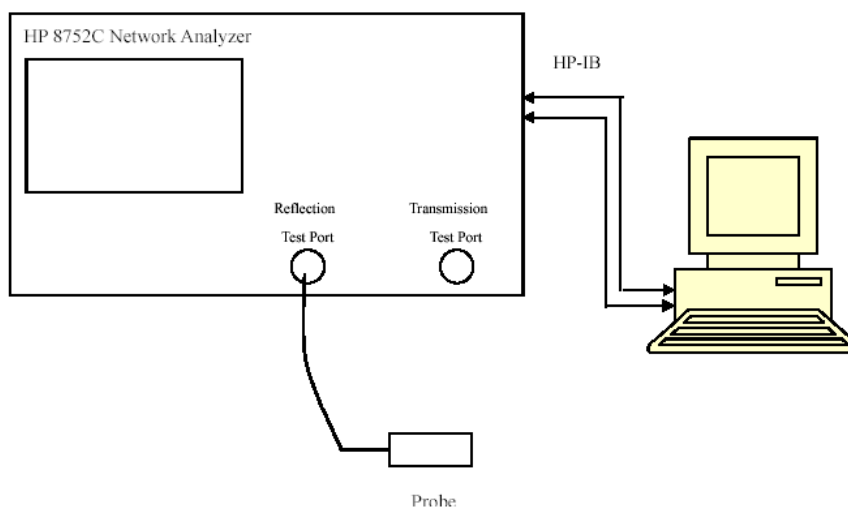 HP 8752C Network Analyzer
HP-IB
Reflection
Test Port
Transmission
Test Port
Probe